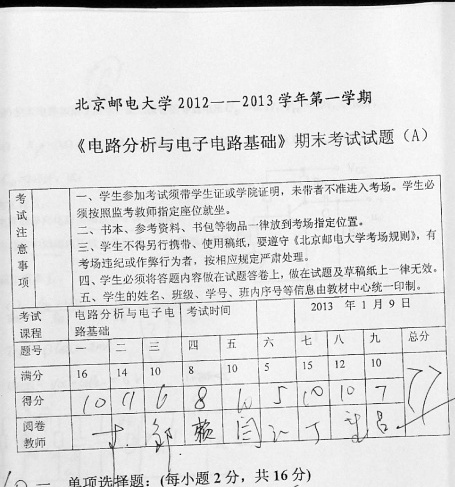 北京邮电大学 2012——2013 学年第一学期
《电路分析与电子电路基础》期末考试试题（A）
考试注意事项
一、学生参加考试须带学生证或学院证明，未带者不准进入考场。学生必
须按照监考教师指定座位就坐。
二、书本、参考资料、书包等物品一律放到考场指定位置。
三、学生不得另行携带、使用稿纸，要遵守《北京邮电大学考场规则》，有
考场违纪或作弊行为者，按相应规定严肃处理。
四、学生必须将答题内容做在试题答卷上，做在试题及草稿纸上一律无效。
五、学生的姓名、班级、学号、班内序号等信息由教材中心统一印制。
考试课程 电路分析与电子电路基础 考试时间 2013 年 1 月 9 日
题号 一 二 三 四 五 六 七 八 九 总分
满分 16 14 10 8 10 5 15 12 10
得分 10 11 6 8 6 5 10 10 7 77
阅卷教师
一 单项选择题：(每小题 2 分，共 16 分)